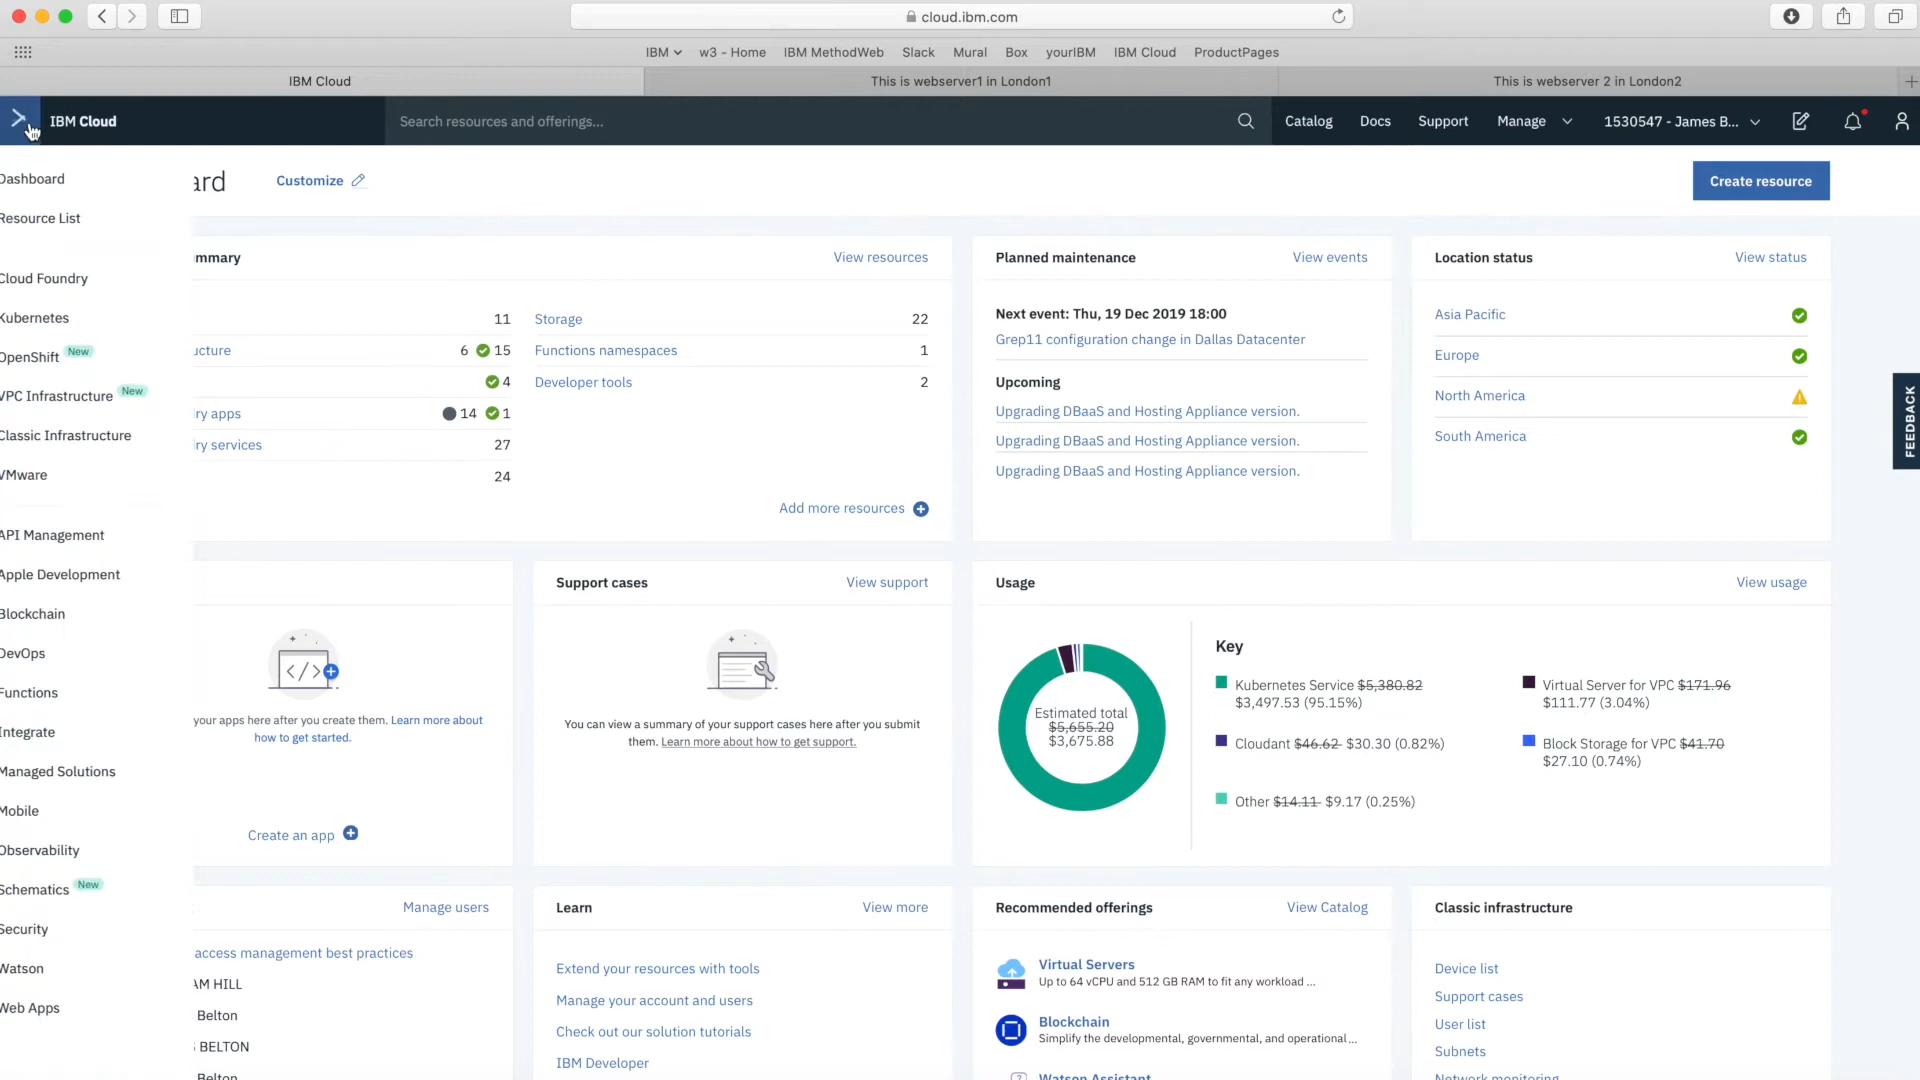 cloud.ibm.com
IBM
w3 - Home
IBM MethodWeb
Slack
Mural
Box
yourIBM
IBM Cloud
ProductPages
IBM Cloud
This is webserver1 in London1
This is webserver 2 in London2
IBM Cloud
Search resources and offerings...
Catalog
Docs
Support
Manage
1530547 - James B...
Dashboard
Resource List
Cloud Foundry
Kubernetes
OpenShift New
VPC Infrastructure New
Classic Infrastructure
VMware
API Management
Apple Development
Blockchain
DevOps
Functions
Integrate
Managed Solutions
Mobile
Observability
Schematics New
Security
Watson
Web Apps
ard
Customize
Create resource
mmary
View resources
11
ucture 6 15
4
ry apps 14 1
ry services 27
24
Storage 22
Functions namespaces 1
Developer tools 2
Add more resources
Planned maintenance
View events
Next event: Thu, 19 Dec 2019 18:00
Grep11 configuration change in Dallas Datacenter
Upcoming
Upgrading DBaaS and Hosting Appliance version.
Upgrading DBaaS and Hosting Appliance version.
Upgrading DBaaS and Hosting Appliance version.
Location status
View status
Asia Pacific
Europe
North America
South America
FEEDBACK
your apps here after you create them. Learn more about
how to get started.
Create an app
Support cases
View support
You can view a summary of your support cases here after you submit
them. Learn more about how to get support.
Usage
View usage
Estimated total
$5,655.20
$3,675.88
Key
Kubernetes Service $5,380.82
$3,497.53 (95.15%)
Virtual Server for VPC $171.96
$111.77 (3.04%)
Cloudant $46.62 $30.30 (0.82%)
Block Storage for VPC $41.70
$27.10 (0.74%)
Other $14.11 $9.17 (0.25%)
Manage users
access management best practices
AM HILL
Belton
BELTON
Belton
Learn
View more
Extend your resources with tools
Manage your account and users
Check out our solution tutorials
IBM Developer
Recommended offerings
View Catalog
Virtual Servers
Up to 64 vCPU and 512 GB RAM to fit any workload ...
Blockchain
Simplify the developmental, governmental, and operational...
Watson Assistant
Classic infrastructure
Device list
Support cases
User list
Subnets
Network monitoring